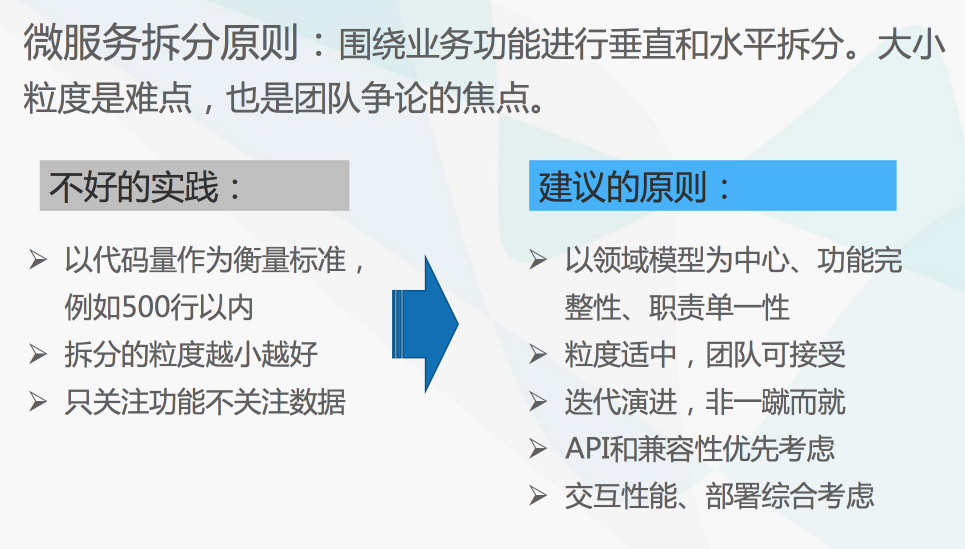 微服务拆分原则：围绕业务功能进行垂直和水平拆分。大小
粒度是难点，也是团队争论的焦点。
不好的实践：
以代码量作为衡量标准，
例如500行以内
拆分的粒度越小越好
只关注功能不关注数据
建议的原则：
以领域模型为中心、功能完
整性、职责单一性
粒度适中，团队可接受
迭代演进，非一蹴而就
API和兼容性优先考虑
交互性能、部署综合考虑